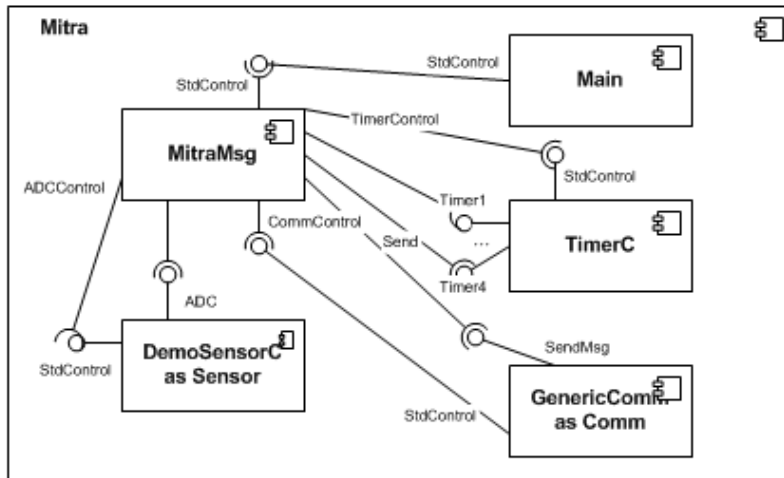 Mitra
StdControl
Main
StdControl
TimerControl
MitraMsg
ADCControl
StdControl
Timer1
CommControl
Send
...
TimerC
Timer4
ADC
DemoSensorC
as Sensor
StdControl
SendMsg
GenericComm
as Comm
StdControl